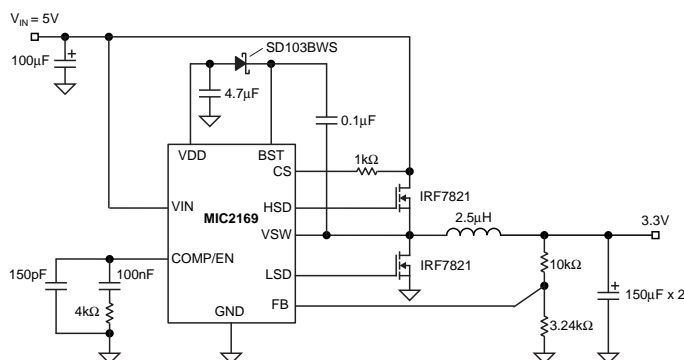 V_IN = 5V
100µF
+
SD103BWS
4.7µF
0.1µF
VDD
BST
CS
1kΩ
IRF7821
HSD
VIN
MIC2169
2.5µH
3.3V
VSW
COMP/EN
150pF
100nF
IRF7821
10kΩ
LSD
+
150µF x 2
4kΩ
FB
GND
3.24kΩ